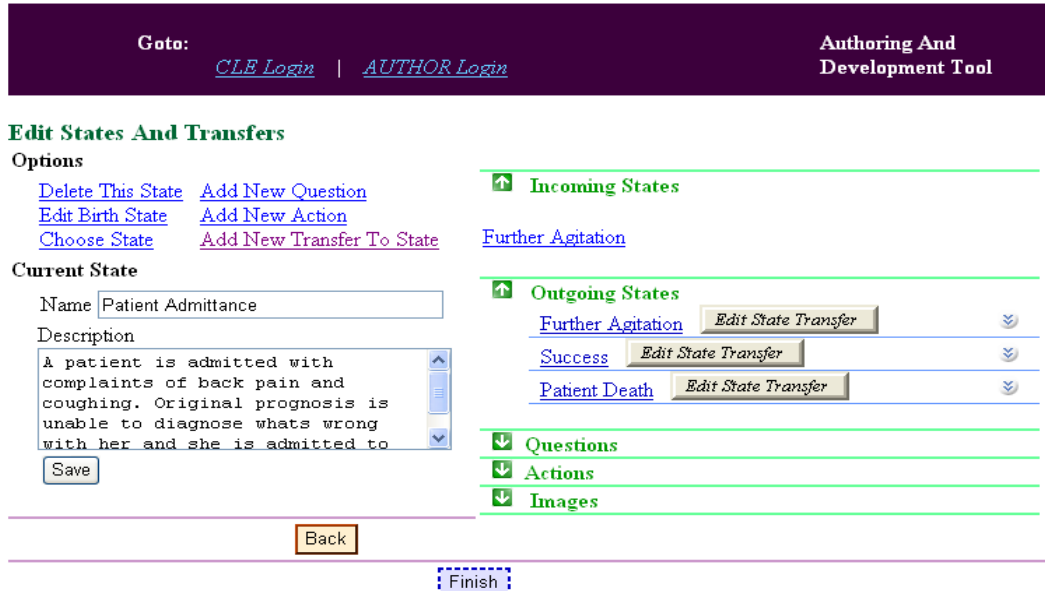 Goto:
CLE Login | AUTHOR Login
Authoring And
Development Tool
Edit States And Transfers
Options
Delete This State Add New Question
Edit Birth State Add New Action
Choose State Add New Transfer To State
Current State
Name Patient Admittance
Description
A patient is admitted with
complaints of back pain and
coughing. Original prognosis is
unable to diagnose whats wrong
with her and she is admitted to
Save
Incoming States
Further Agitation
Outgoing States
Further Agitation Edit State Transfer
Success Edit State Transfer
Patient Death Edit State Transfer
Questions
Actions
Images
Back
Finish